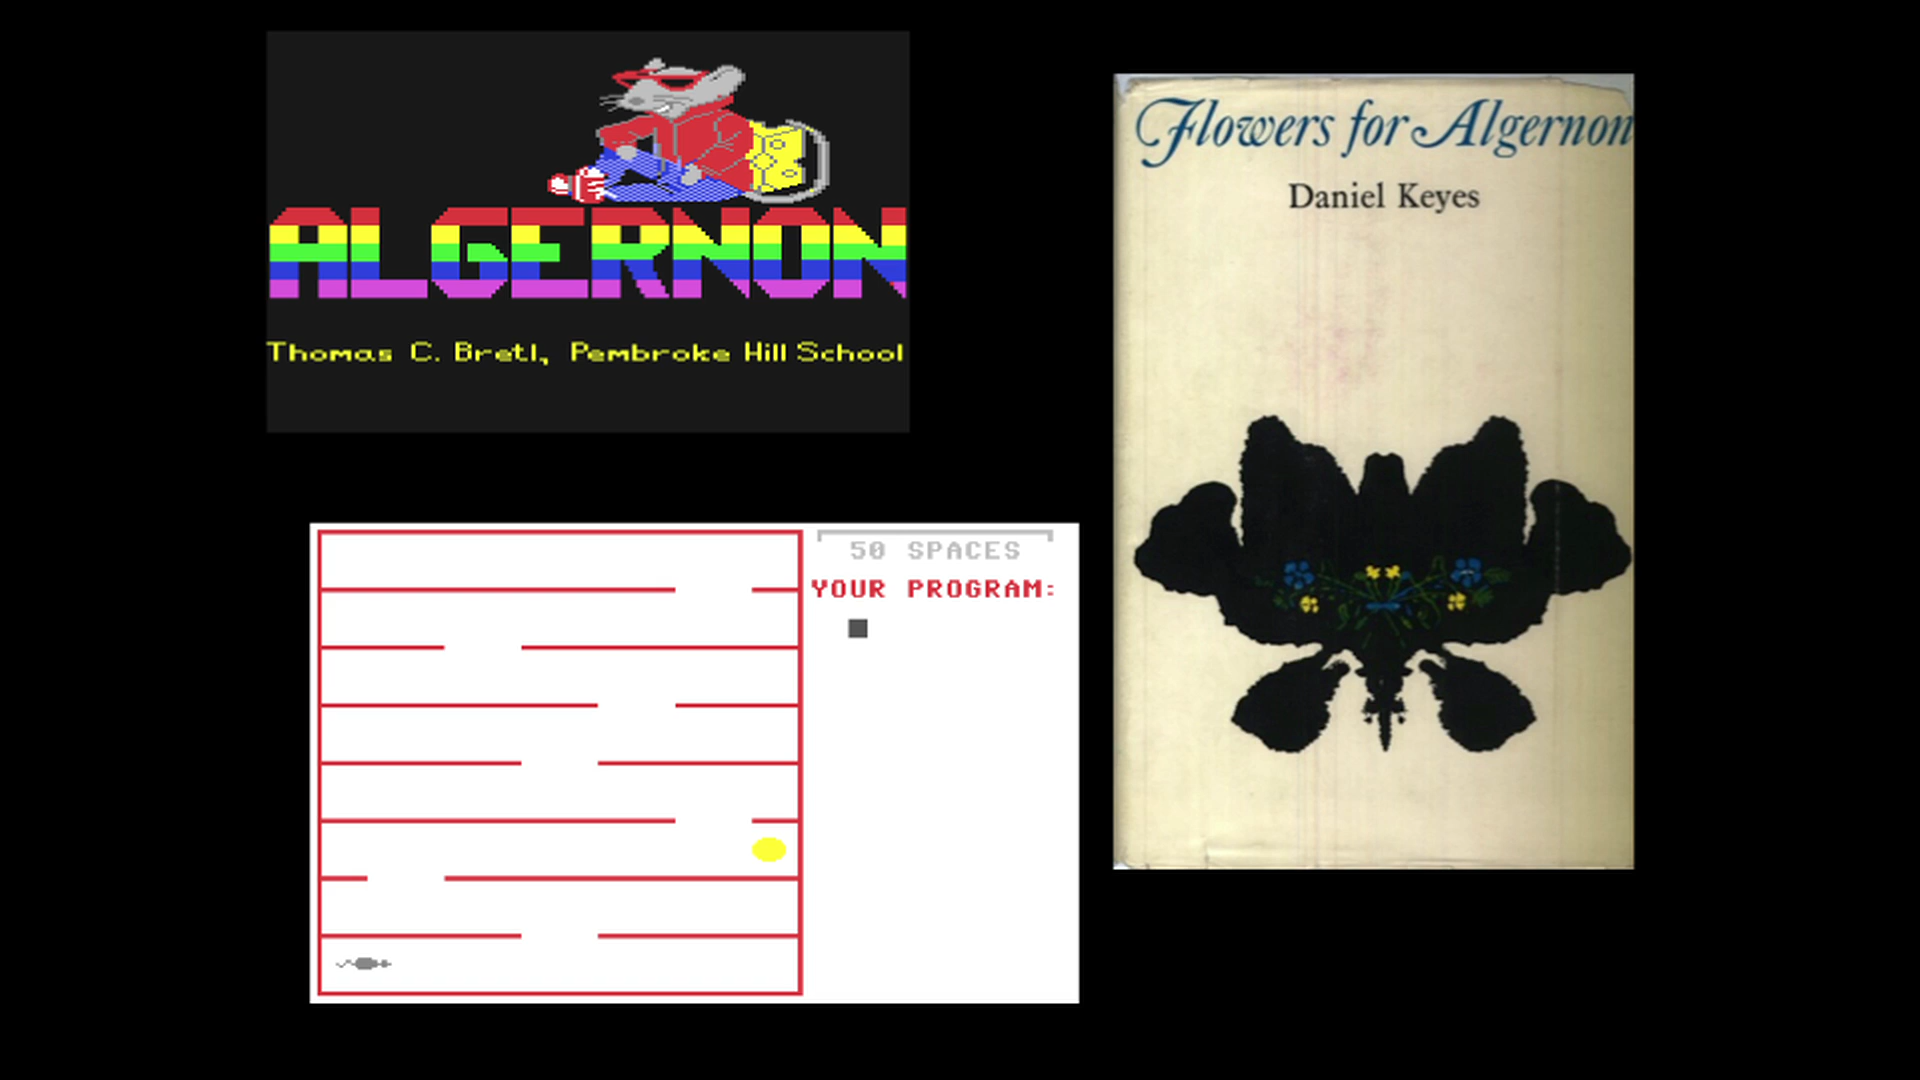 ALGERNON
Thomas C. Bretl, Pembroke Hill School
Flowers for Algernon
Daniel Keyes
50 SPACES
YOUR PROGRAM: